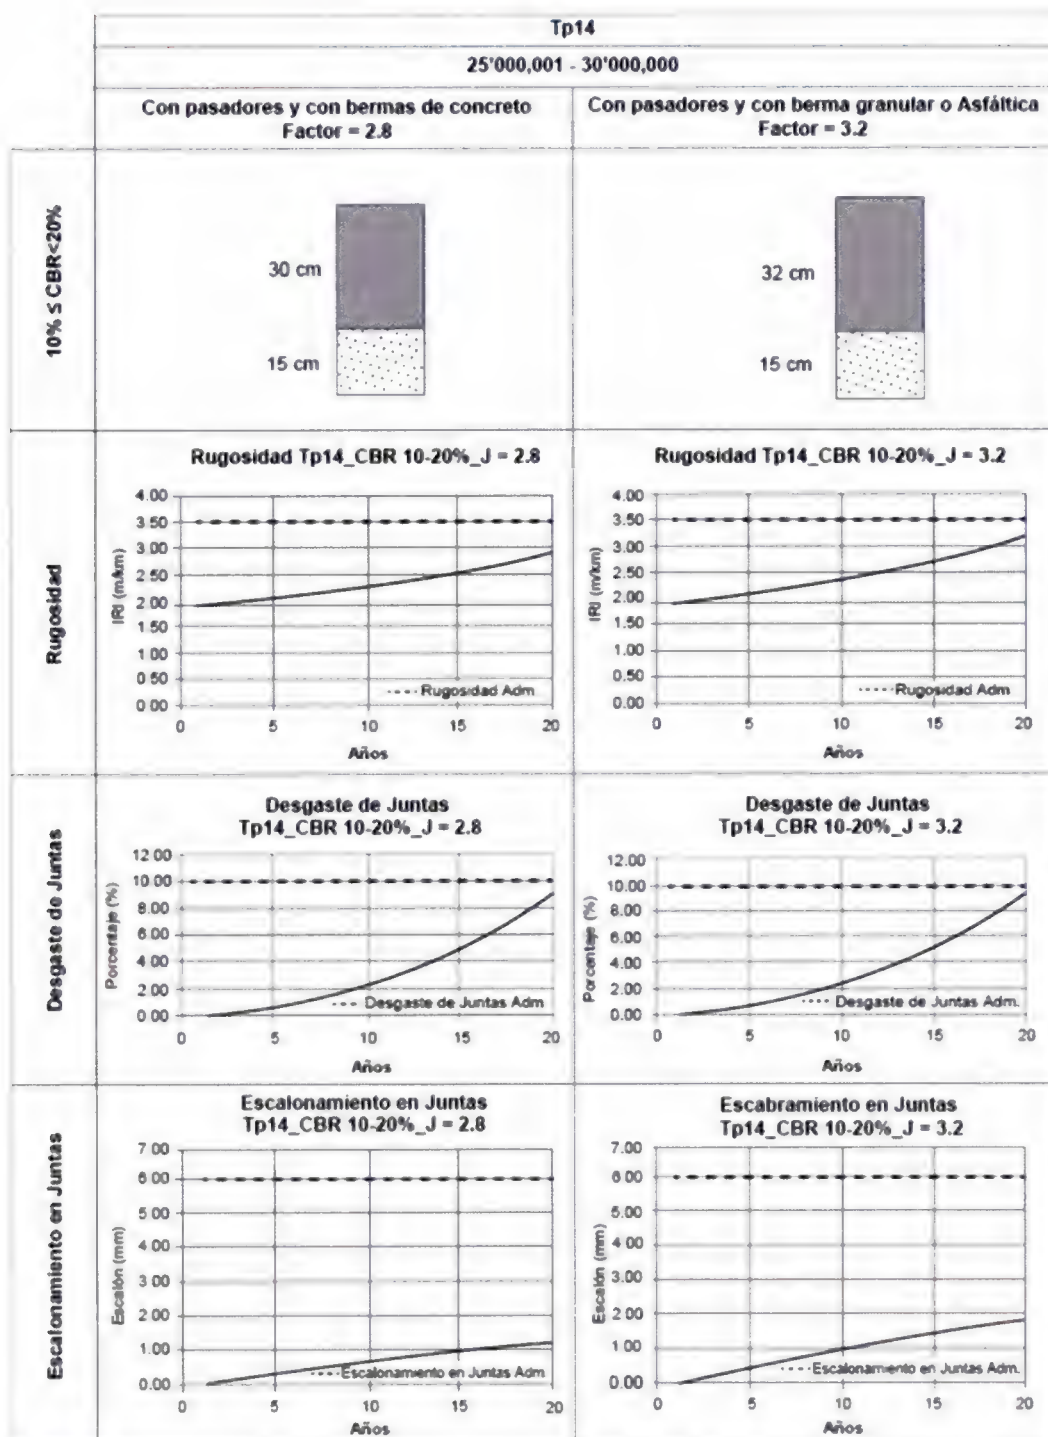 Tp14
25'000,001 - 30'000,000
Con pasadores y con bermas de concreto
Factor = 2.8
Con pasadores y con berma granular o Asfáltica
Factor = 3.2
10% ≤ CBR<20%
30 cm
15 cm
32 cm
15 cm
Rugosidad
Rugosidad Tp14_CBR 10-20%_J = 2.8
IRI (m/km)
4.00
3.50
3.00
2.50
2.00
1.50
1.00
0.50
0.00
Rugosidad Adm
0 5 10 15 20
Años
Rugosidad Tp14_CBR 10-20%_J = 3.2
IRI (m/km)
4.00
3.50
3.00
2.50
2.00
1.50
1.00
0.50
0.00
Rugosidad Adm
0 5 10 15 20
Años
Desgaste de Juntas
Desgaste de Juntas
Tp14_CBR 10-20%_J = 2.8
Porcentaje (%)
12.00
10.00
8.00
6.00
4.00
2.00
0.00
Desgaste de Juntas Adm
0 5 10 15 20
Años
Desgaste de Juntas
Tp14_CBR 10-20%_J = 3.2
Porcentaje (%)
12.00
10.00
8.00
6.00
4.00
2.00
0.00
Desgaste de Juntas Adm.
0 5 10 15 20
Años
Escalonamiento en Juntas
Escalonamiento en Juntas
Tp14_CBR 10-20%_J = 2.8
Escalón (mm)
7.00
6.00
5.00
4.00
3.00
2.00
1.00
0.00
Escalonamiento en Juntas Adm
0 5 10 15 20
Años
Escabramiento en Juntas
Tp14_CBR 10-20%_J = 3.2
Escalón (mm)
7.00
6.00
5.00
4.00
3.00
2.00
1.00
0.00
Escalonamiento en Juntas Adm.
0 5 10 15 20
Años